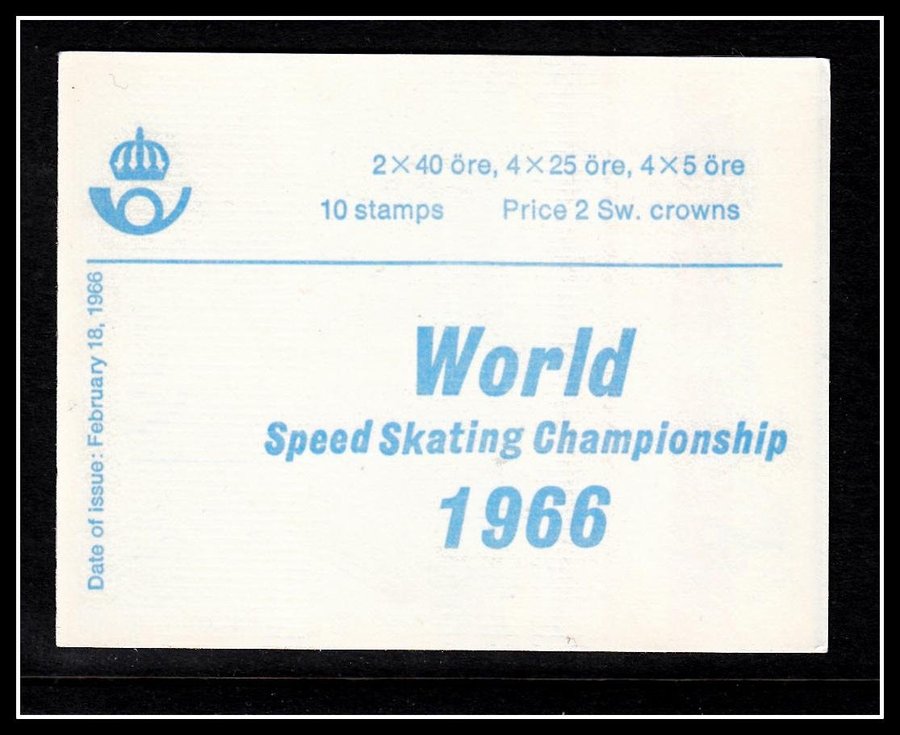 2×40 öre, 4×25 öre, 4×5 öre
10 stamps Price 2 Sw. crowns
Date of issue: February 18, 1966
World
Speed Skating Championship
1966